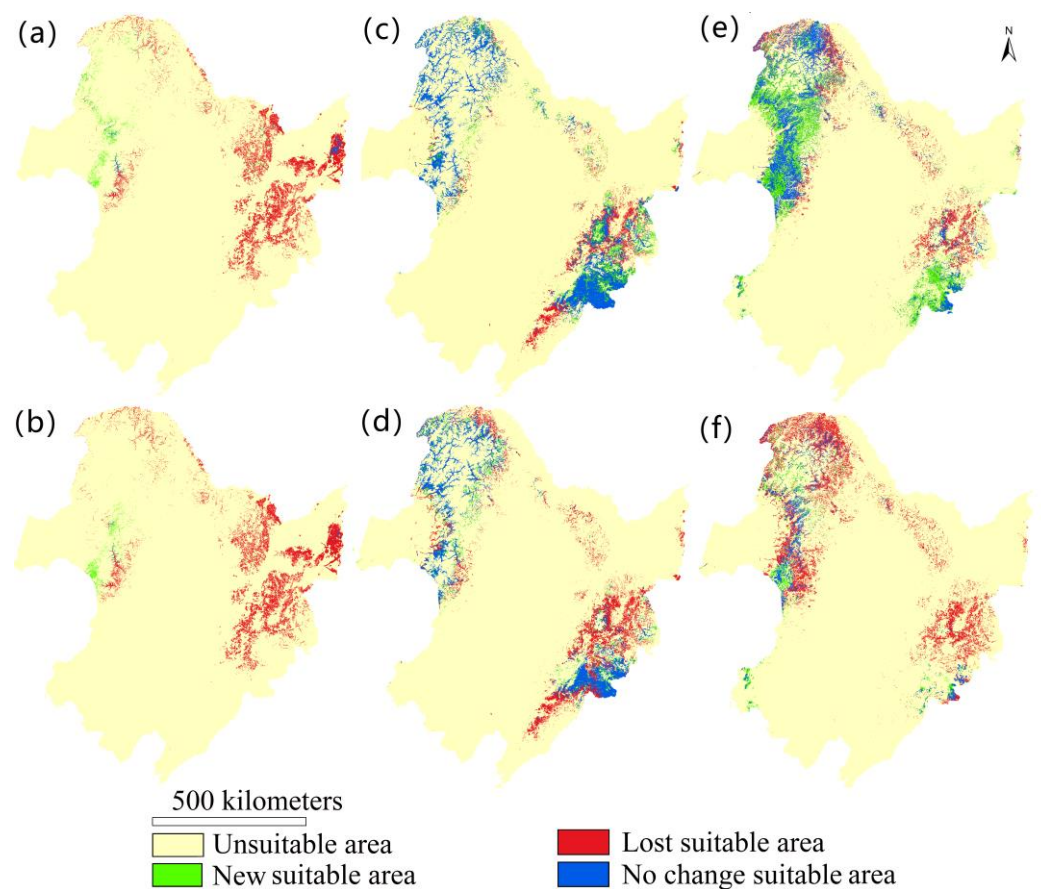 (a)
(c)
(e)
N
(b)
(d)
(f)
500 kilometers
Unsuitable area
Lost suitable area
New suitable area
No change suitable area